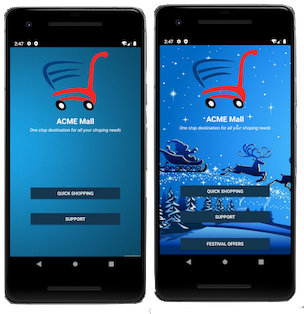 2:47
ACME Mall
One stop destination for all your shoping needs
QUICK SHOPPING
SUPPORT
2:47
ACME Mall
One stop destination for all your shoping needs
QUICK SHOPPING
SUPPORT
FESTIVAL OFFERS